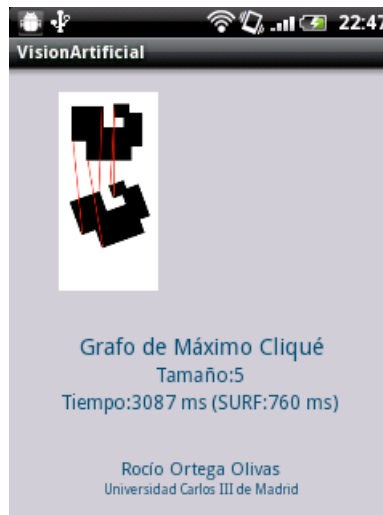 22:47
VisionArtificial
Grafo de Máximo Cliqué
Tamaño:5
Tiempo:3087 ms (SURF:760 ms)
Rocío Ortega Olivas
Universidad Carlos III de Madrid